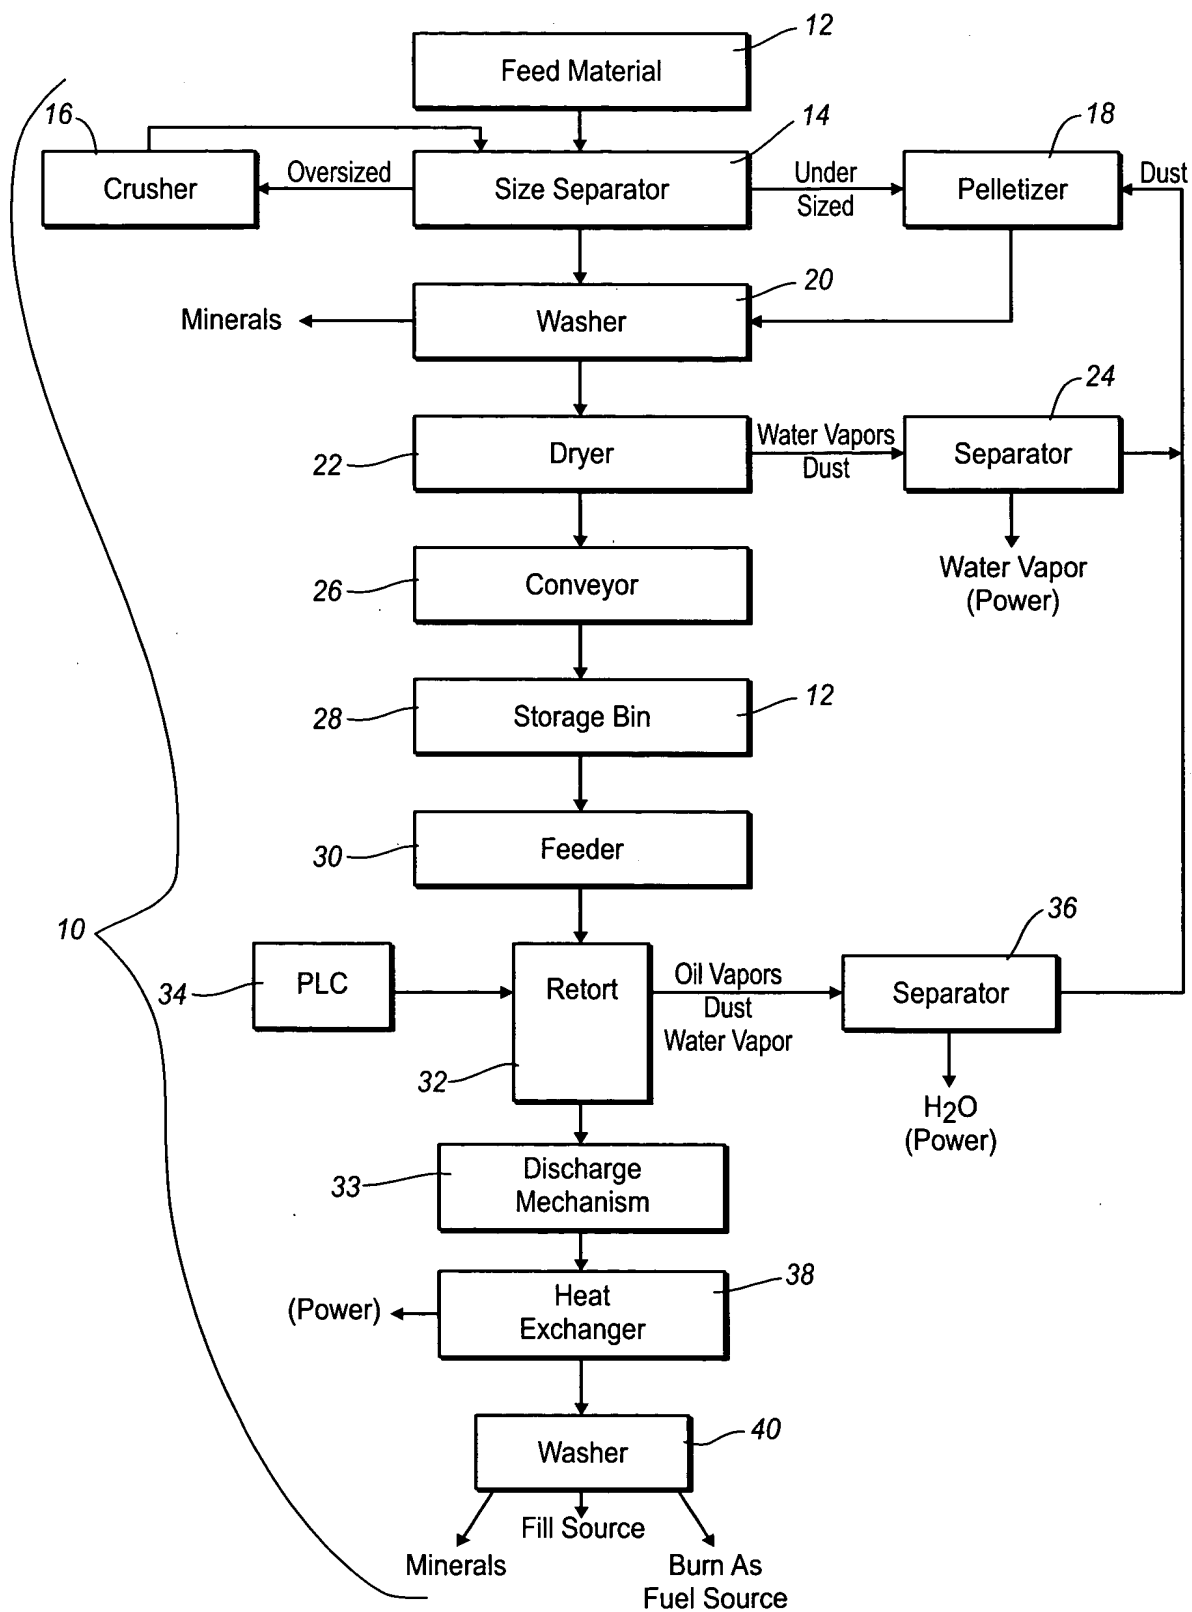 12
Feed Material
16
14
18
Crusher
Oversized
Size Separator
Under
Sized
Pelletizer
Dust
20
Minerals
Washer
24
22
Dryer
Water Vapors
Dust
Separator
Water Vapor
(Power)
26
Conveyor
28
Storage Bin
12
30
Feeder
10
36
34
PLC
Retort
32
Oil Vapors
Dust
Water Vapor
Separator
H2O
(Power)
33
Discharge
Mechanism
38
(Power)
Heat
Exchanger
40
Washer
Fill Source
Minerals
Burn As
Fuel Source